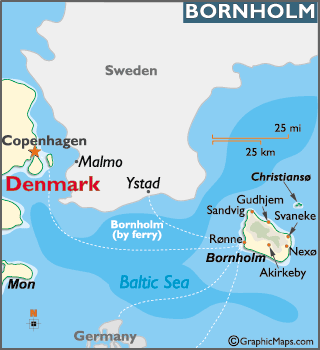 BORNHOLM
Sweden
25 mi
25 km
Copenhagen
Malmo
Denmark
Ystad
Christiansø
Gudhjem
Sandvig
Svaneke
Bornholm
(by ferry)
Rønne
Nexø
Bornholm
Akirkeby
Baltic Sea
Mon
Germany
©GraphicMaps.com